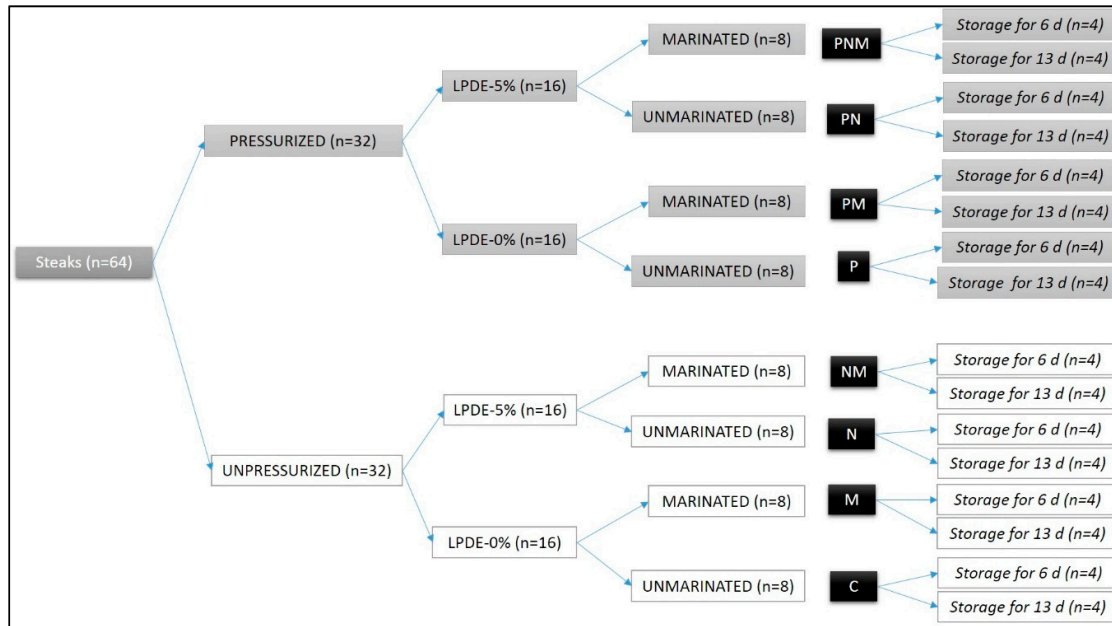 Steaks (n=64)
PRESSURIZED (n=32)
LPDE-5% (n=16)
MARINATED (n=8)
PNM
Storage for 6 d (n=4)
Storage for 13 d (n=4)
UNMARINATED (n=8)
PN
Storage for 6 d (n=4)
Storage for 13 d (n=4)
LPDE-0% (n=16)
MARINATED (n=8)
PM
Storage for 6 d (n=4)
Storage for 13 d (n=4)
UNMARINATED (n=8)
P
Storage for 6 d (n=4)
Storage for 13 d (n=4)
UNPRESSURIZED (n=32)
LPDE-5% (n=16)
MARINATED (n=8)
NM
Storage for 6 d (n=4)
Storage for 13 d (n=4)
UNMARINATED (n=8)
N
Storage for 6 d (n=4)
Storage for 13 d (n=4)
LPDE-0% (n=16)
MARINATED (n=8)
M
Storage for 6 d (n=4)
Storage for 13 d (n=4)
UNMARINATED (n=8)
C
Storage for 6 d (n=4)
Storage for 13 d (n=4)